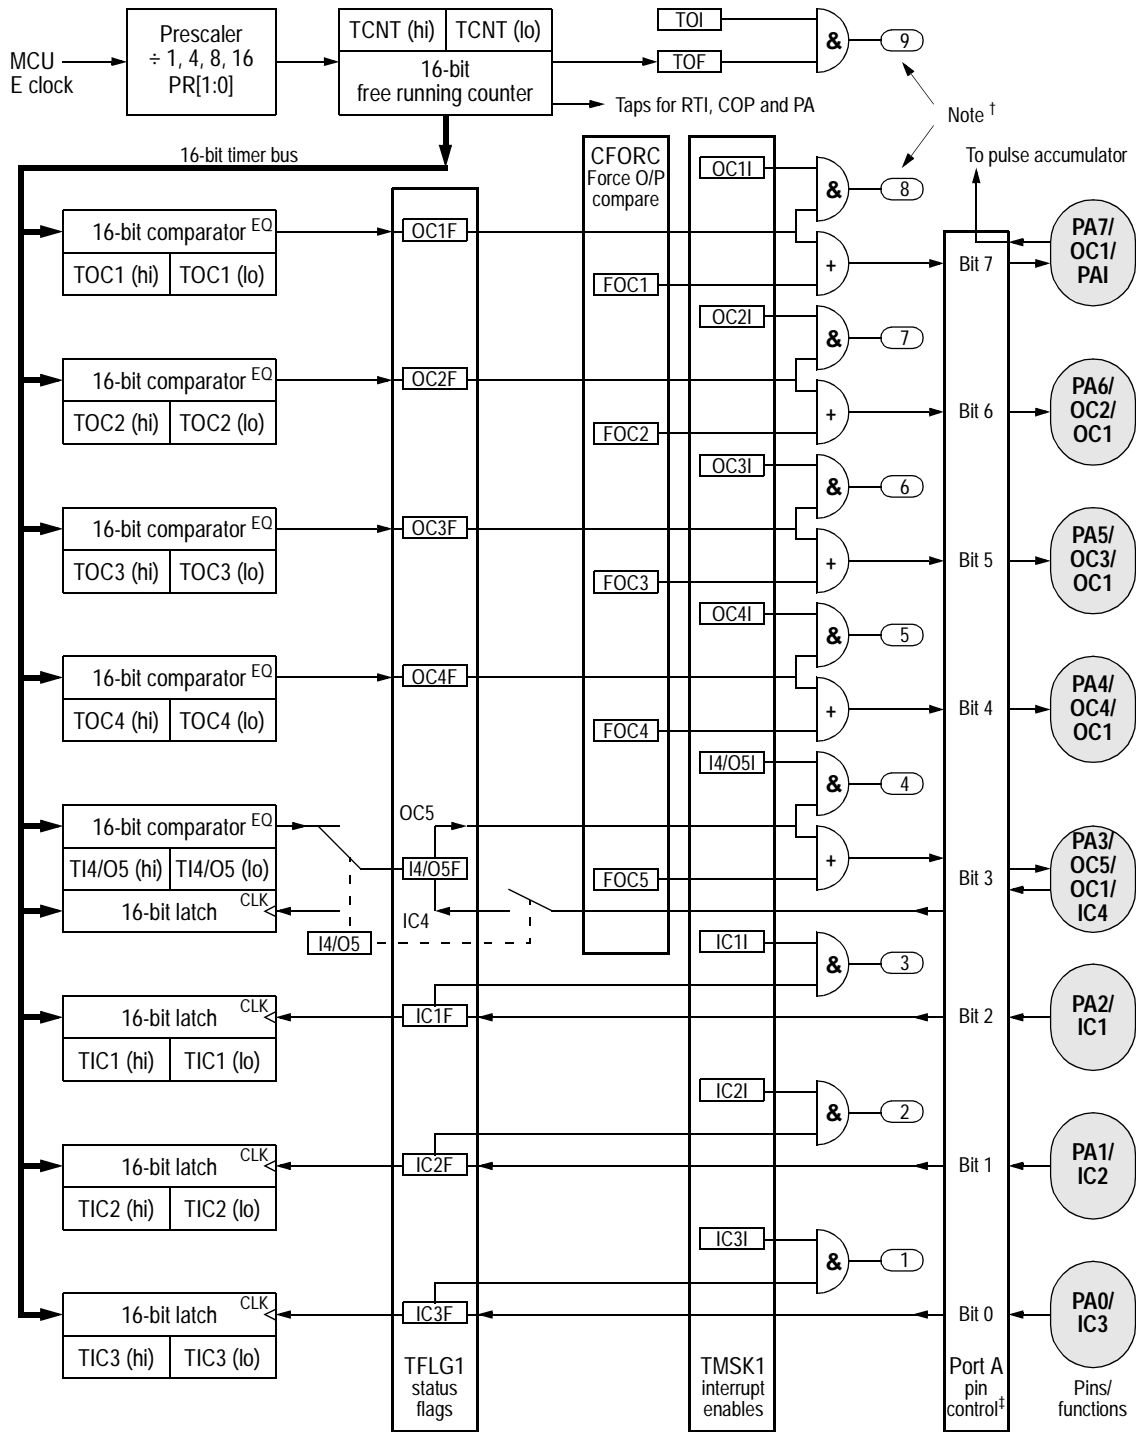 MCU
E clock
Prescaler
÷ 1, 4, 8, 16
PR[1:0]
TCNT (hi) TCNT (lo)
16-bit
free running counter
TOI
TOF
&
9
Taps for RTI, COP and PA
Note †
16-bit timer bus
CFORC
Force O/P
compare
OC1I
&
8
To pulse accumulator
16-bit comparator EQ
TOC1 (hi) TOC1 (lo)
OC1F
FOC1
+
Bit 7
PA7/
OC1/
PAI
OC2I
&
7
16-bit comparator EQ
TOC2 (hi) TOC2 (lo)
OC2F
FOC2
+
Bit 6
PA6/
OC2/
OC1
OC3I
&
6
16-bit comparator EQ
TOC3 (hi) TOC3 (lo)
OC3F
FOC3
+
Bit 5
PA5/
OC3/
OC1
OC4I
&
5
16-bit comparator EQ
TOC4 (hi) TOC4 (lo)
OC4F
FOC4
+
Bit 4
PA4/
OC4/
OC1
I4/O5I
&
4
16-bit comparator EQ
TI4/O5 (hi) TI4/O5 (lo)
16-bit latch CLK
OC5
I4/O5F
IC4
I4/O5
FOC5
+
Bit 3
PA3/
OC5/
OC1/
IC4
IC1I
&
3
16-bit latch CLK
TIC1 (hi) TIC1 (lo)
IC1F
Bit 2
PA2/
IC1
IC2I
&
2
16-bit latch CLK
TIC2 (hi) TIC2 (lo)
IC2F
Bit 1
PA1/
IC2
IC3I
&
1
16-bit latch CLK
TIC3 (hi) TIC3 (lo)
IC3F
Bit 0
PA0/
IC3
TFLG1
status
flags
TMSK1
interrupt
enables
Port A
pin
control‡
Pins/
functions